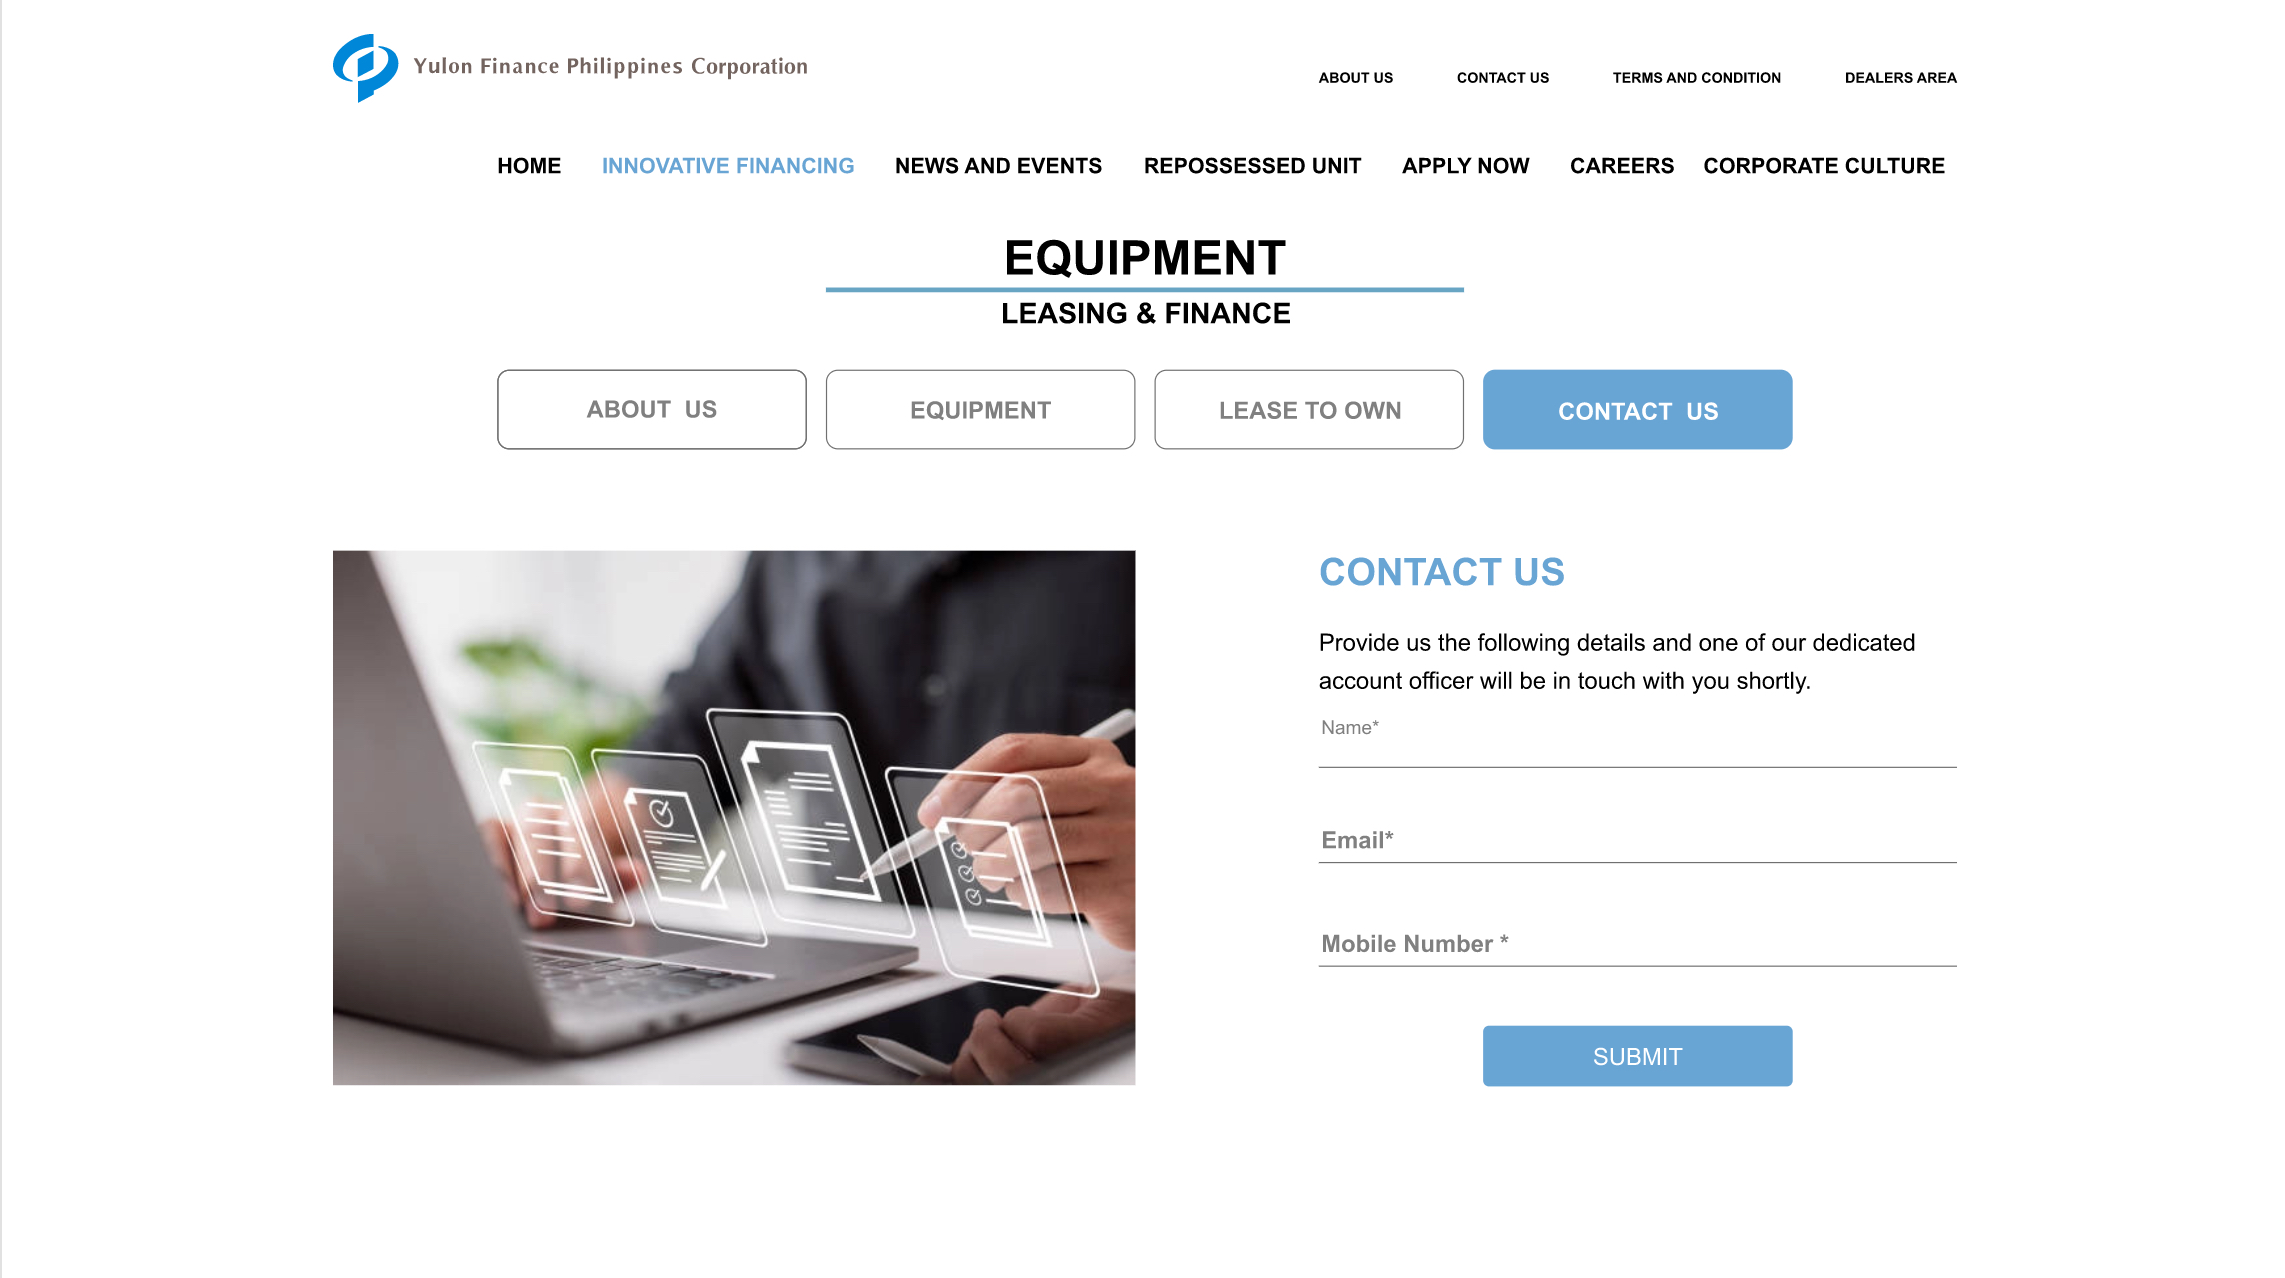 Yulon Finance Philippines Corporation
ABOUT US CONTACT US TERMS AND CONDITION DEALERS AREA
HOME INNOVATIVE FINANCING NEWS AND EVENTS REPOSSESSED UNIT APPLY NOW CAREERS CORPORATE CULTURE
EQUIPMENT
LEASING & FINANCE
ABOUT US EQUIPMENT LEASE TO OWN CONTACT US
CONTACT US
Provide us the following details and one of our dedicated
account officer will be in touch with you shortly.
Name*
Email*
Mobile Number *
SUBMIT